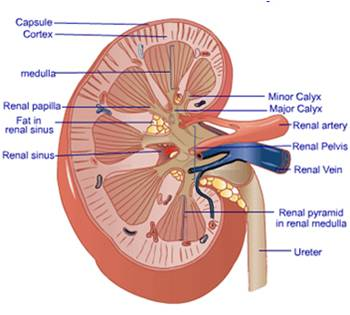 Capsule
Cortex
medulla
Renal papilla
Fat in
renal sinus
Renal sinus
Minor Calyx
Major Calyx
Renal artery
Renal Pelvis
Renal Vein
Renal pyramid
in renal medulla
Ureter